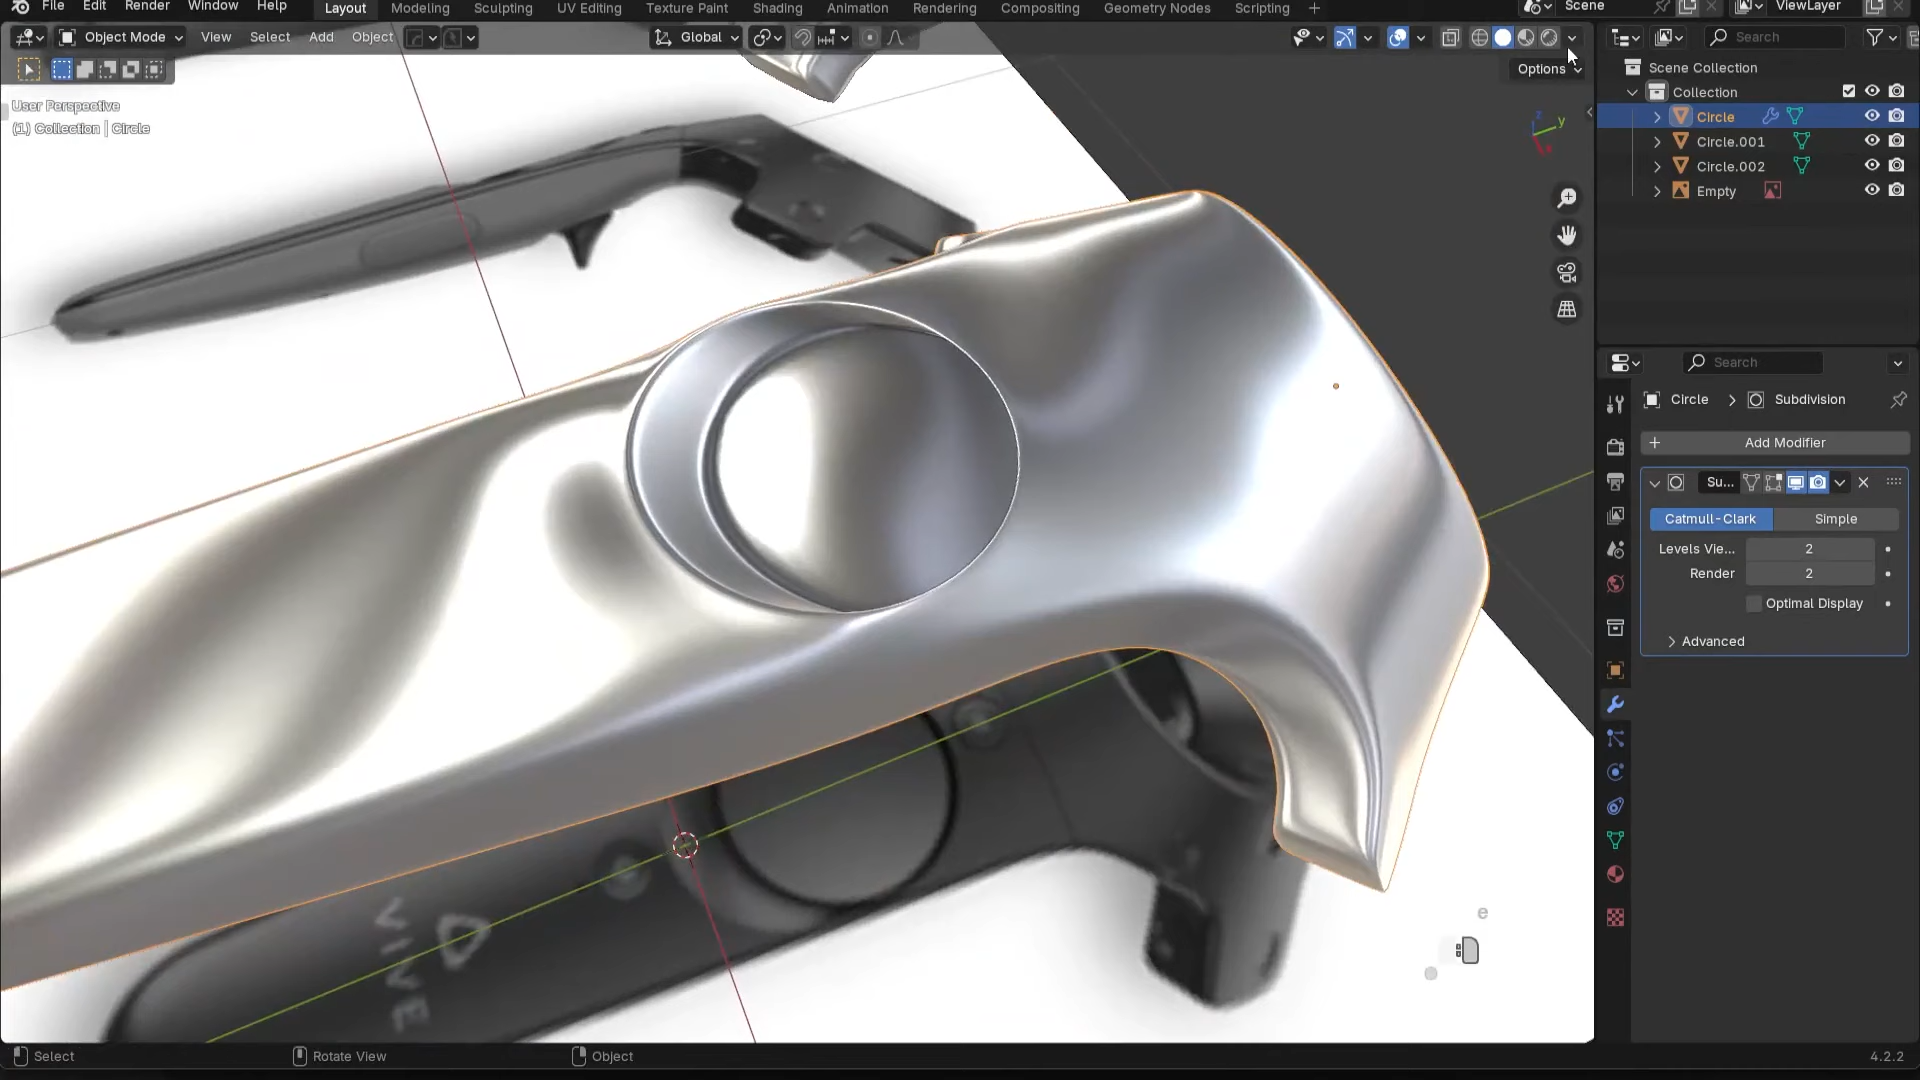 File Edit Render Window Help Layout Modeling Sculpting UV Editing Texture Paint Shading Animation Rendering Compositing Geometry Nodes Scripting + Scene ViewLayer
Object Mode View Select Add Object Global Search
Options
User Perspective
(1) Collection | Circle
Scene Collection
Collection
Circle
Circle.001
Circle.002
Empty
z
y
x
Search
Circle > Subdivision
+ Add Modifier
Su...
Catmull-Clark Simple
Levels Vie... 2
Render 2
Optimal Display
Advanced
e
VIVE
Select Rotate View Object 4.2.2